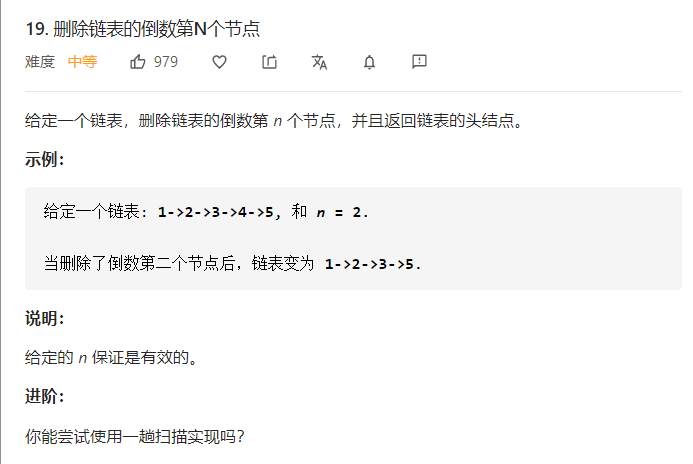 19. 删除链表的倒数第N个节点
难度 中等 979
给定一个链表，删除链表的倒数第 n 个节点，并且返回链表的头结点。
示例：
给定一个链表: 1->2->3->4->5, 和 n = 2.
当删除了倒数第二个节点后，链表变为 1->2->3->5.
说明：
给定的 n 保证是有效的。
进阶：
你能尝试使用一趟扫描实现吗？